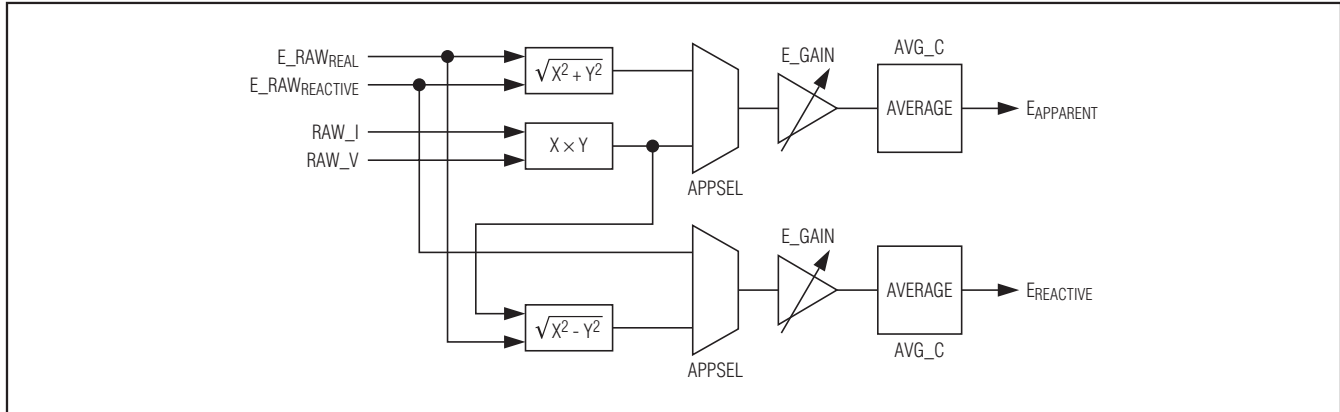 E_RAWREAL
E_RAWREACTIVE
RAW_I
RAW_V
√X² + Y²
X × Y
APPSEL
E_GAIN
AVG_C
AVERAGE
EAPPARENT
√X² - Y²
APPSEL
E_GAIN
AVERAGE
AVG_C
EREACTIVE